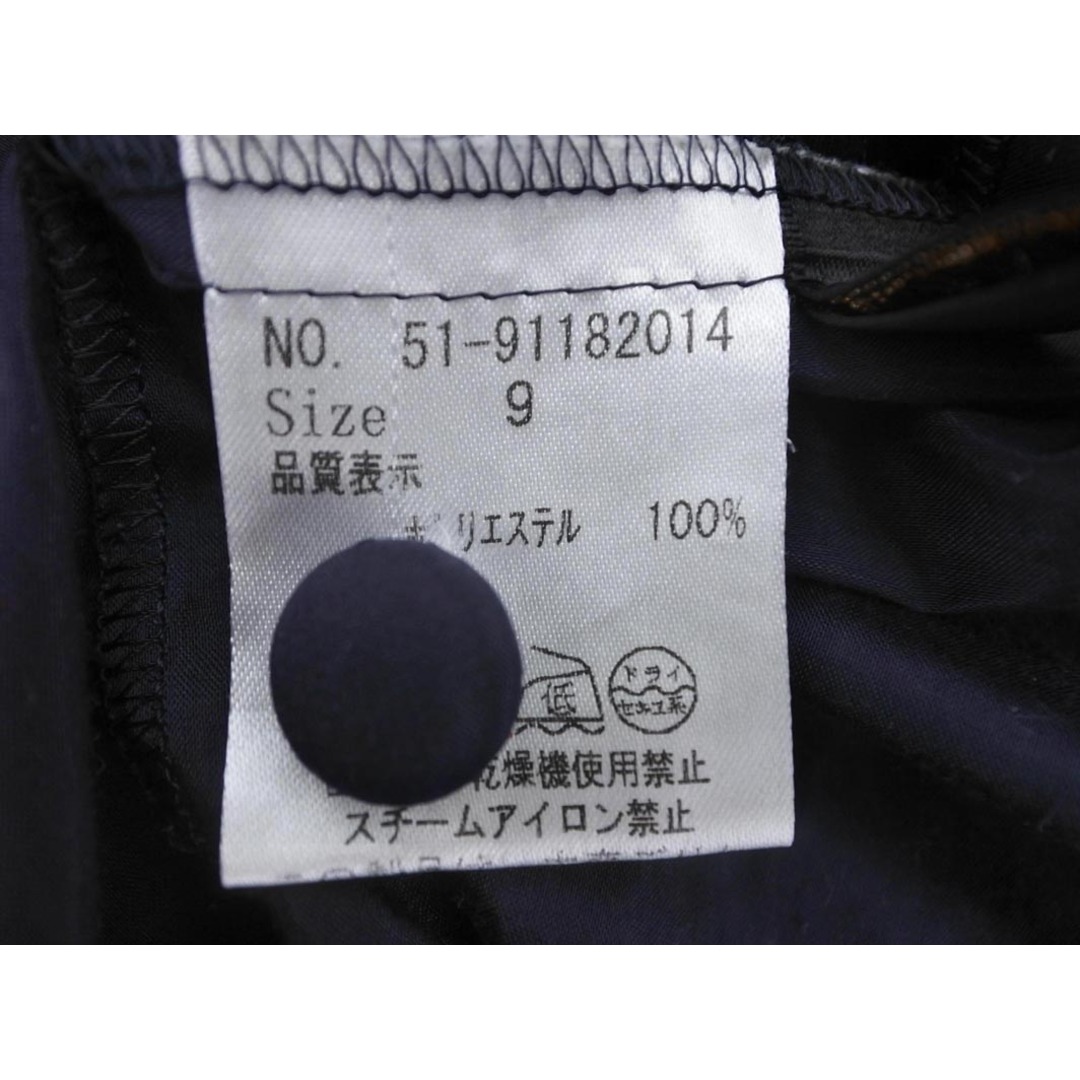 NO. 51-91182014
Size 9
品質表示
ポリエステル 100%
低
ドライ
セキユ系
乾燥機使用禁止
スチームアイロン禁止